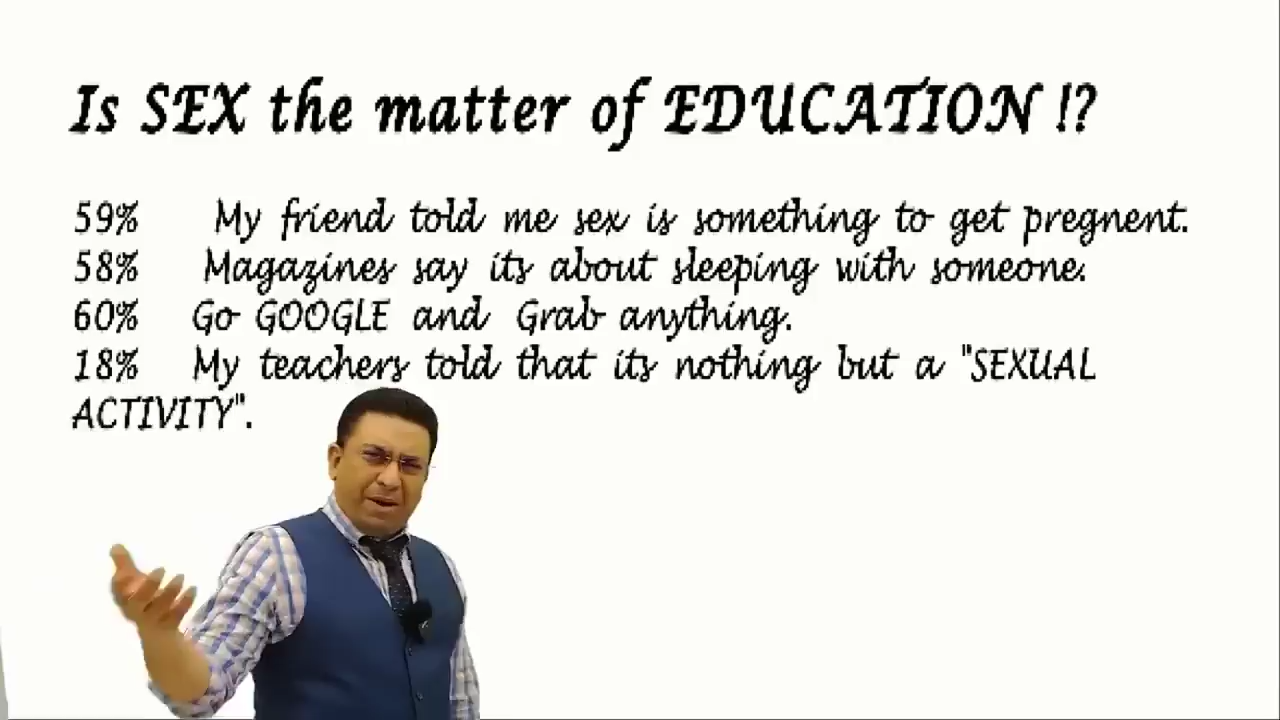 Is SEX the matter of EDUCATION !?
59% My friend told me sex is something to get pregnent.
58% Magazines say its about sleeping with someone.
60% Go GOOGLE and Grab anything.
18% My teachers told that its nothing but a "SEXUAL
ACTIVITY".